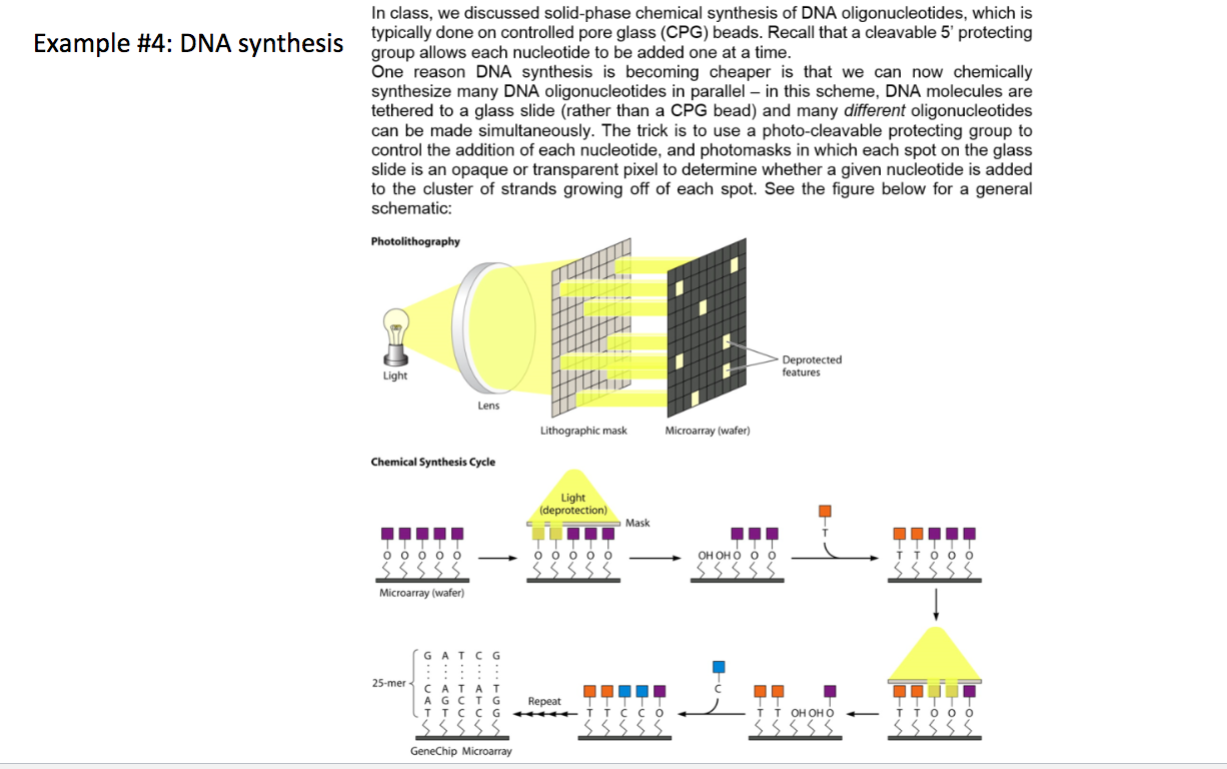 Example #4: DNA synthesis
In class, we discussed solid-phase chemical synthesis of DNA oligonucleotides, which is
typically done on controlled pore glass (CPG) beads. Recall that a cleavable 5' protecting
group allows each nucleotide to be added one at a time.
One reason DNA synthesis is becoming cheaper is that we can now chemically
synthesize many DNA oligonucleotides in parallel – in this scheme, DNA molecules are
tethered to a glass slide (rather than a CPG bead) and many different oligonucleotides
can be made simultaneously. The trick is to use a photo-cleavable protecting group to
control the addition of each nucleotide, and photomasks in which each spot on the glass
slide is an opaque or transparent pixel to determine whether a given nucleotide is added
to the cluster of strands growing off of each spot. See the figure below for a general
schematic:
Photolithography
Light
Lens
Lithographic mask
Microarray (wafer)
Deprotected
features
Chemical Synthesis Cycle
O O O O O
Microarray (wafer)
Light
(deprotection)
Mask
O O O O O
OH OH O O O
T
T T O O O
T T O O O
T T OH OH O
C
T T C C O
Repeat
25-mer
G A T C G
C A T A T
A G C T G
T T C C G
GeneChip Microarray